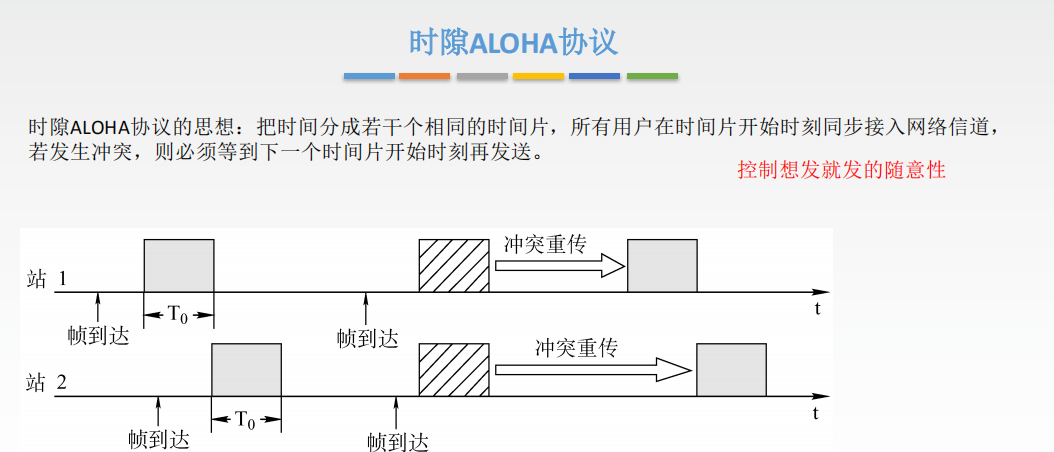 时隙ALOHA协议
时隙ALOHA协议的思想：把时间分成若干个相同的时间片，所有用户在时间片开始时刻同步接入网络信道，
若发生冲突，则必须等到下一个时间片开始时刻再发送。
控制想发就发的随意性
冲突重传
站 1
T0
t
帧到达
帧到达
冲突重传
站 2
T0
t
帧到达
帧到达